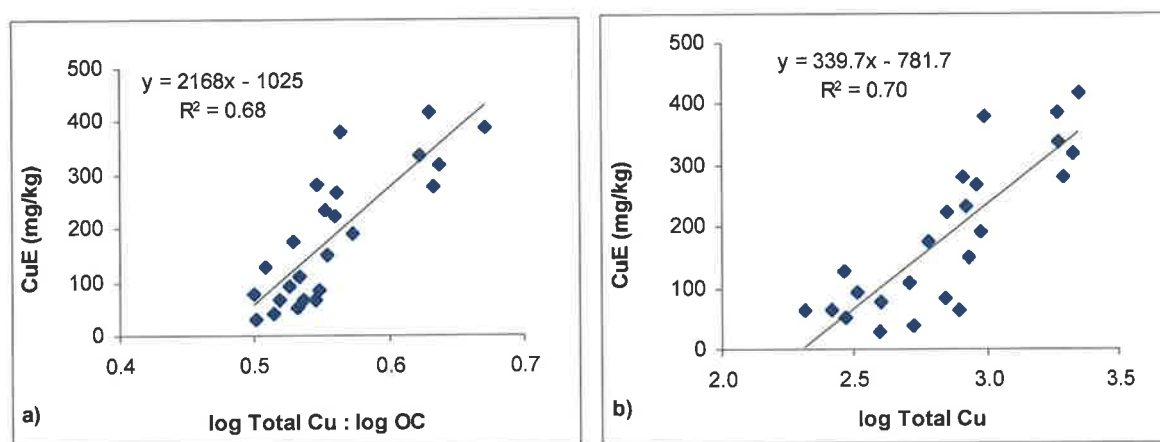 y = 2168x - 1025
R² = 0.68
CuE (mg/kg)
500
400
300
200
100
0
0.4 0.5 0.6 0.7
a) log Total Cu : log OC
y = 339.7x - 781.7
R² = 0.70
CuE (mg/kg)
500
400
300
200
100
0
2.0 2.5 3.0 3.5
b) log Total Cu